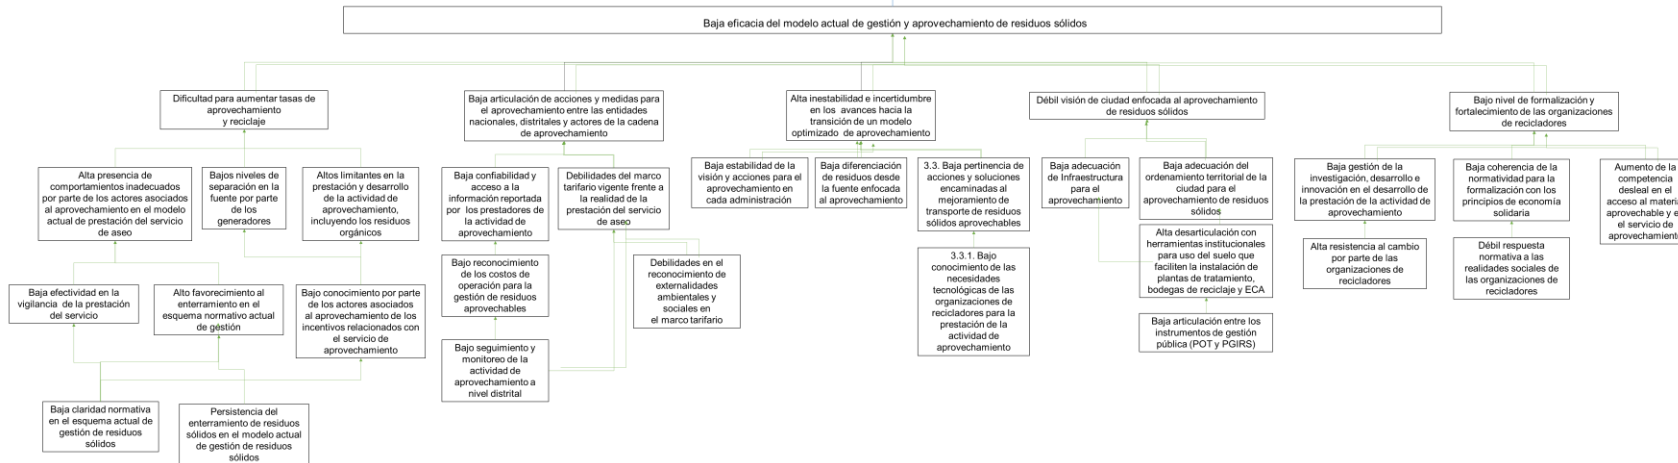 Baja eficacia del modelo actual de gestión y aprovechamiento de residuos sólidos
Dificultad para aumentar tasas de
aprovechamiento
y reciclaje
Baja articulación de acciones y medidas para
el aprovechamiento entre las entidades
nacionales, distritales y actores de la cadena
de aprovechamiento
Alta inestabilidad e incertidumbre
en los avances hacia la
transición de un modelo
optimizado de aprovechamiento
Débil visión de ciudad enfocada al aprovechamiento
de residuos sólidos
Bajo nivel de formalización y
fortalecimiento de las organizaciones
de recicladores
Alta presencia de
comportamientos inadecuados
por parte de los actores asociados
al aprovechamiento en el modelo
actual de prestación del servicio
de aseo
Bajos niveles de
separación en la
fuente por parte
de los
generadores
Altos limitantes en la
prestación y desarrollo
de la actividad de
aprovechamiento,
incluyendo los residuos
orgánicos
Baja confiabilidad y
acceso a la
información reportada
por los prestadores de
la actividad de
aprovechamiento
Debilidades del marco
tarifario vigente frente a
la realidad de la
prestación del servicio
de aseo
Baja estabilidad de la
visión y acciones para el
aprovechamiento en
cada administración
Baja diferenciación
de residuos desde
la fuente enfocada
al aprovechamiento
3.3. Baja pertinencia de
acciones y soluciones
encaminadas al
mejoramiento de
transporte de residuos
sólidos aprovechables
Baja adecuación
de Infraestructura
para el
aprovechamiento
Baja adecuación del
ordenamiento territorial de la
ciudad para el
aprovechamiento de residuos
sólidos
Baja gestión de la
investigación, desarrollo e
innovación en el desarrollo de
la prestación de la actividad de
aprovechamiento
Baja coherencia de la
normatividad para la
formalización con los
principios de economía
solidaria
Aumento de la
competencia
desleal en el
acceso al materia
aprovechable y e
el servicio de
aprovechamient
Baja efectividad en la
vigilancia de la prestación
del servicio
Alto favorecimiento al
enterramiento en el
esquema normativo actual
de gestión
Bajo conocimiento por parte
de los actores asociados
al aprovechamiento de los
incentivos relacionados con
el servicio de
aprovechamiento
Bajo reconocimiento
de los costos de
operación para la
gestión de residuos
aprovechables
Debilidades en el
reconocimiento de
externalidades
ambientales y
sociales en
el marco tarifario
3.3.1. Bajo
conocimiento de las
necesidades
tecnológicas de las
organizaciones de
recicladores para la
prestación de la
actividad de
aprovechamiento
Alta desarticulación con
herramientas institucionales
para uso del suelo que
faciliten la instalación de
plantas de tratamiento,
bodegas de reciclaje y ECA
Alta resistencia al cambio
por parte de las
organizaciones de
recicladores
Débil respuesta
normativa a las
realidades sociales de
las organizaciones de
recicladores
Bajo seguimiento y
monitoreo de la
actividad de
aprovechamiento a
nivel distrital
Baja articulación entre los
instrumentos de gestión
pública (POT y PGIRS)
Baja claridad normativa
en el esquema actual de
gestión de residuos
sólidos
Persistencia del
enterramiento de residuos
sólidos en el modelo actual
de gestión de residuos
sólidos